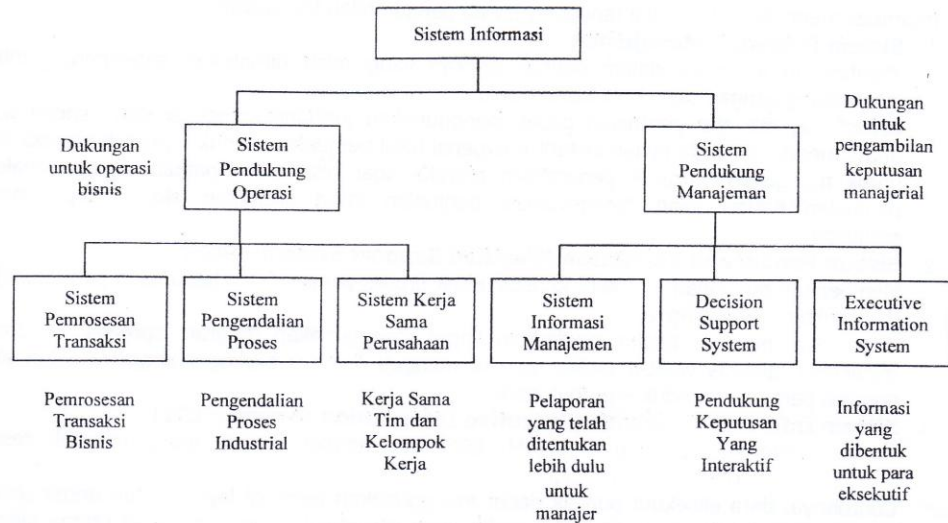 Sistem Informasi
Dukungan
untuk operasi
bisnis
Sistem
Pendukung
Operasi
Sistem
Pendukung
Manajeman
Dukungan
untuk
pengambilan
keputusan
manajerial
Sistem
Pemrosesan
Transaksi
Sistem
Pengendalian
Proses
Sistem Kerja
Sama
Perusahaan
Sistem
Informasi
Manajemen
Decision
Support
System
Executive
Information
System
Pemrosesan
Transaksi
Bisnis
Pengendalian
Proses
Industrial
Kerja Sama
Tim dan
Kelompok
Kerja
Pelaporan
yang telah
ditentukan
lebih dulu
untuk
manajer
Pendukung
Keputusan
Yang
Interaktif
Informasi
yang
dibentuk
untuk para
eksekutif